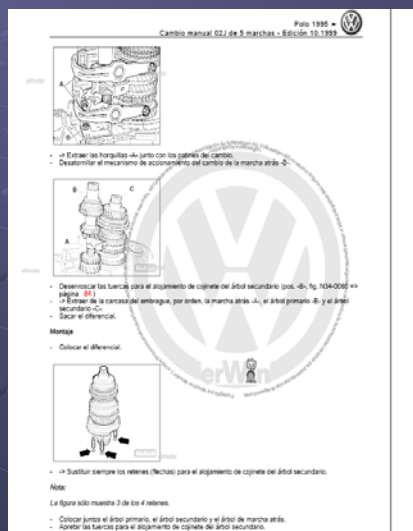 Polo 1995 ►
Cambio manual 02J de 5 marchas - Edición 10.1999
A
- -> Extraer las horquillas -A- junto con los patines del cambio.
- Desatornillar el mecanismo de accionamiento del cambio de la marcha atrás -B-.
B C
A
- Desenroscar las tuercas para el alojamiento de cojinete del árbol secundario (pos. -8-, fig. N34-0080 =>
página 84)
- -> Extraer de la carcasa del embrague, por orden, la marcha atrás -A-, el árbol primario -B- y el árbol
secundario -C-.
- Sacar el diferencial.
Montaje
- Colocar el diferencial.
erWin
- -> Sustituir siempre los retenes (flechas) para el alojamiento de cojinete del árbol secundario.
Nota:
La figura sólo muestra 3 de los 4 retenes.
- Colocar juntos el árbol primario, el árbol secundario y el árbol de marcha atrás.
- Apretar las tuercas para el alojamiento de cojinete del árbol secundario.